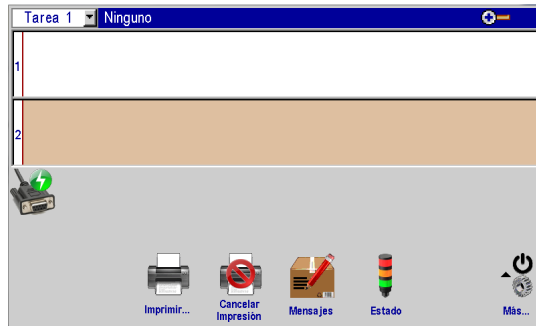 Tarea 1 Ninguno
1
2
Imprimir...
Cancelar
Impresión
Mensajes
Estado
Más...